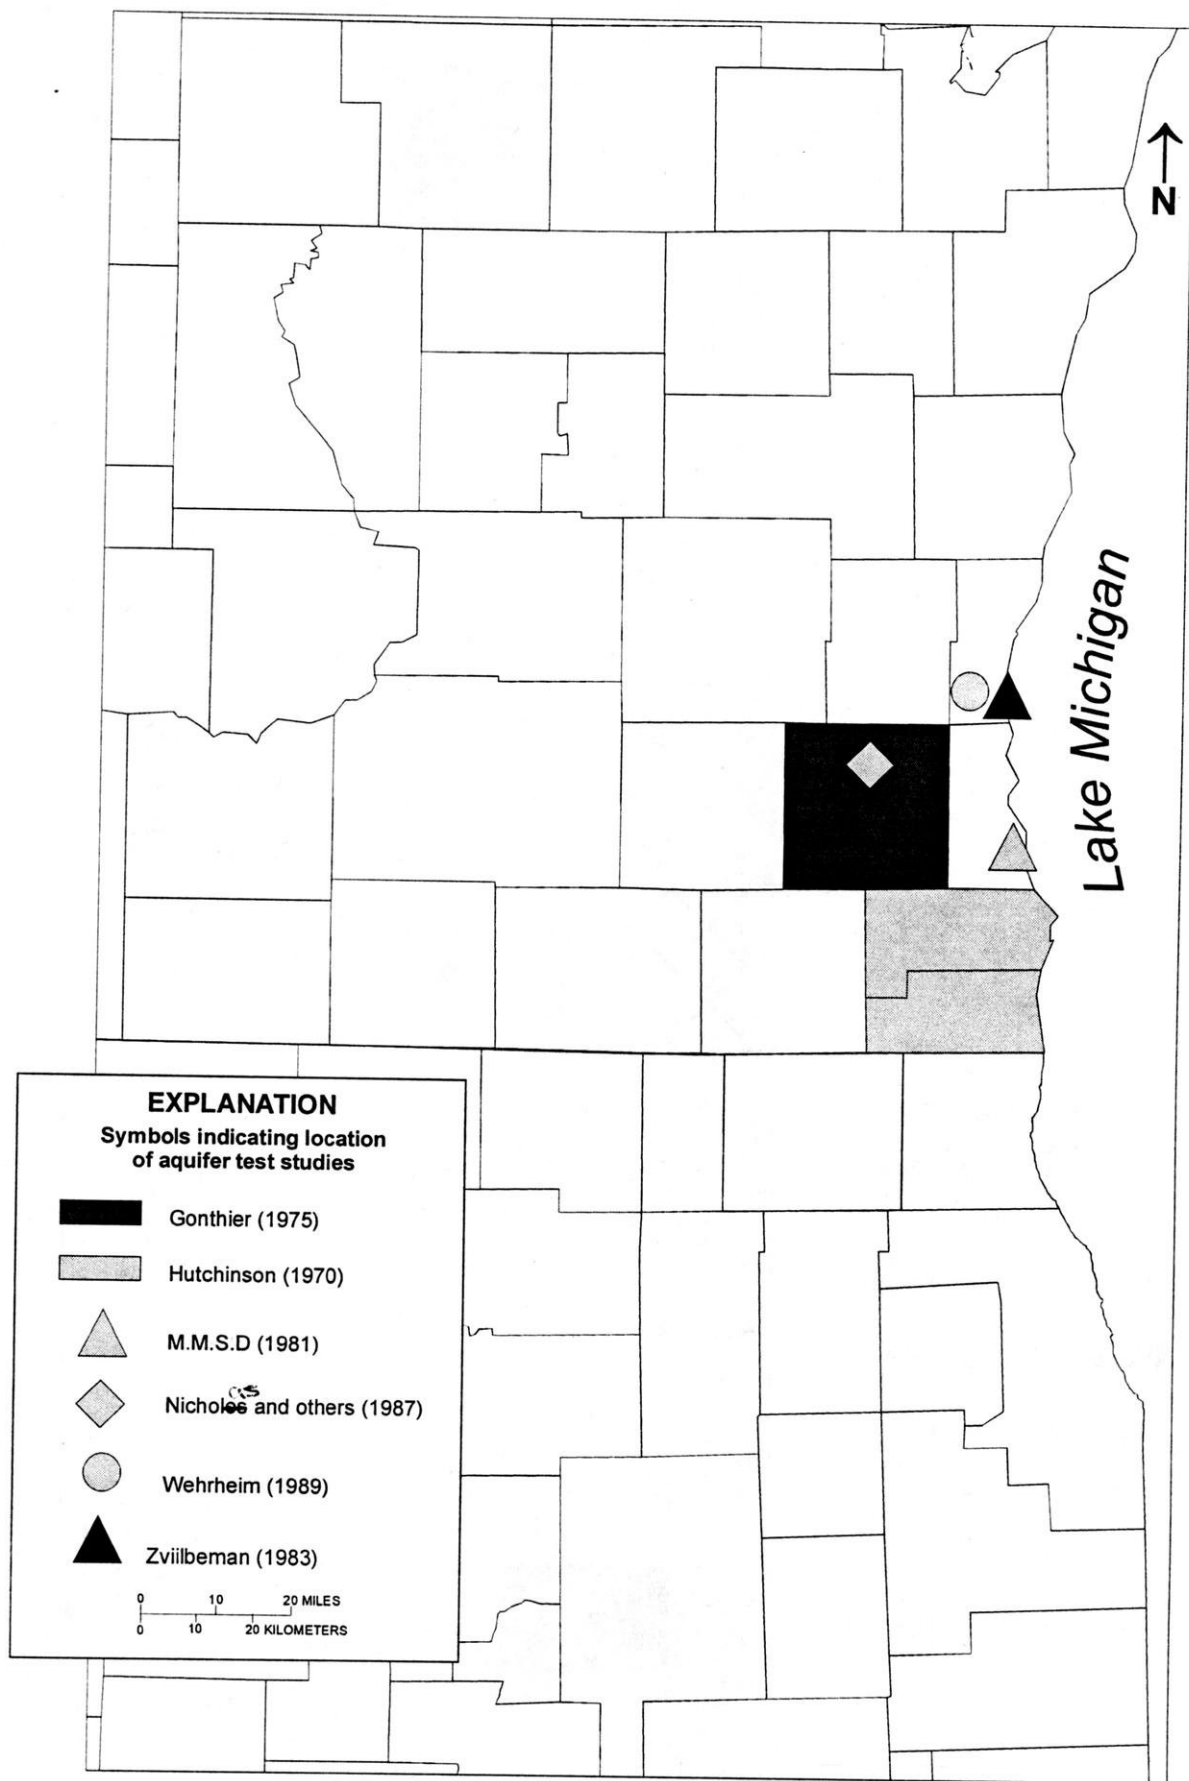 N
Lake Michigan
EXPLANATION
Symbols indicating location
of aquifer test studies
Gonthier (1975)
Hutchinson (1970)
M.M.S.D (1981)
Nicholas and others (1987)
Wehrheim (1989)
Zviilbeman (1983)
0 10 20 MILES
0 10 20 KILOMETERS